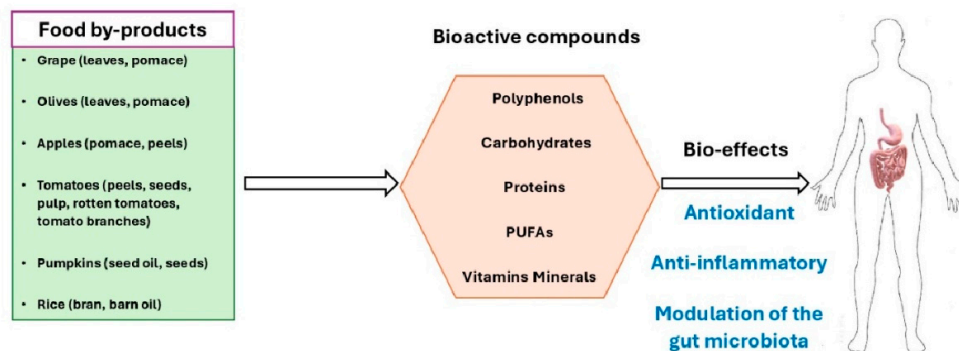 Food by-products
• Grape (leaves, pomace)
• Olives (leaves, pomace)
• Apples (pomace, peels)
• Tomatoes (peels, seeds,
pulp, rotten tomatoes,
tomato branches)
• Pumpkins (seed oil, seeds)
• Rice (bran, barn oil)
Bioactive compounds
Polyphenols
Carbohydrates
Proteins
PUFAs
Vitamins Minerals
Bio-effects
Antioxidant
Anti-inflammatory
Modulation of the
gut microbiota